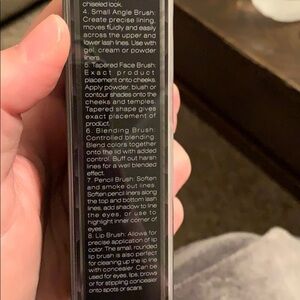 chiseled look.
4. Small Angle Brush:
Create precise lining,
moves fluidly and easily
across the upper and
lower lash lines. Use with
gel, cream or powder
liners.
5. Tapered Face Brush:
Exact product
placement onto cheeks.
Apply powder, blush or
contour shades onto the
cheeks and temples.
Tapered shape gives
exact placement of
product.
6. Blending Brush:
Controlled blending.
Blend colors together
onto the lid with added
control. Buff out harsh
lines for a well blended
effect.
7. Pencil Brush: Soften
and smoke out lines.
Soften pencil liners along
the top and bottom lash
lines, add shadow to line
the eyes, or use to
highlight inner corner of
eyes.
8. Lip Brush: Allows for
precise application of lip
color. The small, rounded
lip brush is also perfect
for cleaning up the lip line
with concealer. Can be
used for eyes, lips, brows
or for stippling concealer
onto spots or scars.